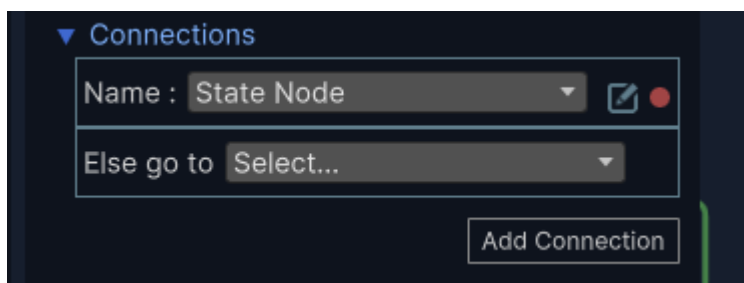 Connections
Name : State Node
Else go to Select...
Add Connection